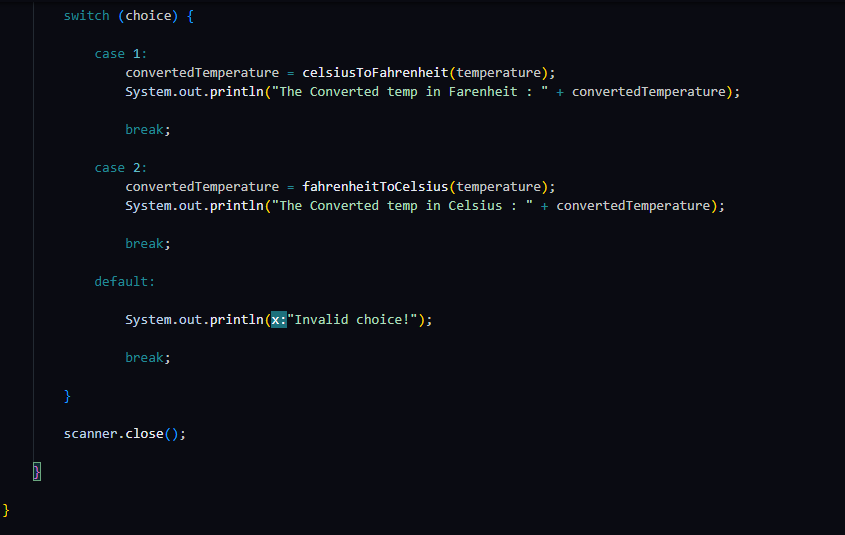 switch (choice) {
case 1:
convertedTemperature = celsiusToFahrenheit(temperature);
System.out.println("The Converted temp in Farenheit : " + convertedTemperature);
break;
case 2:
convertedTemperature = fahrenheitToCelsius(temperature);
System.out.println("The Converted temp in Celsius : " + convertedTemperature);
break;
default:
System.out.println(x:"Invalid choice!");
break;
}
scanner.close();
}
}